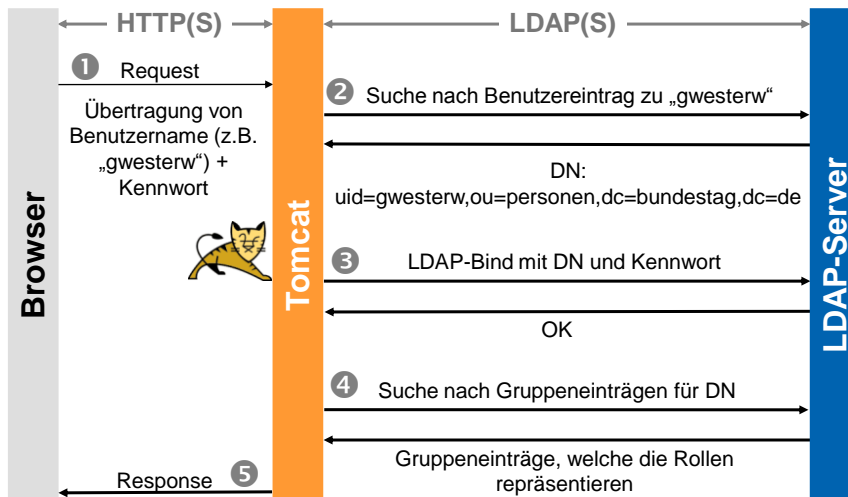 HTTP(S)
LDAP(S)
❶ Request
Übertragung von
Benutzername (z.B.
„gwesterw“) +
Kennwort
❷ Suche nach Benutzereintrag zu „gwesterw“
DN:
uid=gwesterw,ou=personen,dc=bundestag,dc=de
❸ LDAP-Bind mit DN und Kennwort
OK
❹ Suche nach Gruppeneinträgen für DN
Gruppeneinträge, welche die Rollen
repräsentieren
Response ❺
Browser
Tomcat
LDAP-Server